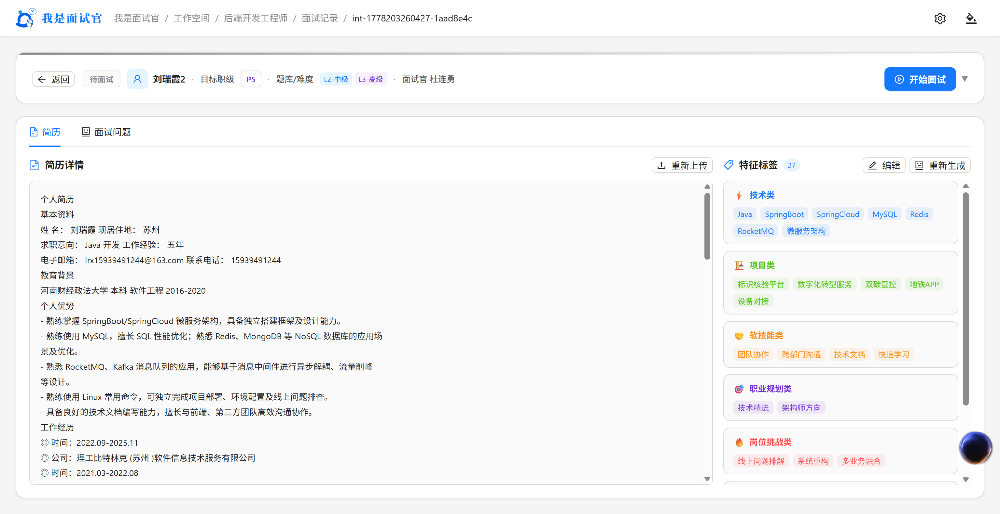 我是面试官
我是面试官 / 工作空间 / 后端开发工程师 / 面试记录 / int-1778203260427-1aad8e4c
返回 待面试 刘瑞霞2 · 目标职级 P5 · 题库/难度 L2-中级 L3-高级 · 面试官 杜连勇 开始面试
简历 面试问题
简历详情 重新上传
个人简历
基本资料
姓 名： 刘瑞霞 现居住地： 苏州
求职意向： Java 开发 工作经验： 五年
电子邮箱： lrx15939491244@163.com 联系电话： 15939491244
教育背景
河南财经政法大学 本科 软件工程 2016-2020
个人优势
- 熟练掌握 SpringBoot/SpringCloud 微服务架构，具备独立搭建框架及设计能力。
- 熟练使用 MySQL，擅长 SQL 性能优化；熟悉 Redis、MongoDB 等 NoSQL 数据库的应用场
景及优化。
- 熟悉 RocketMQ、Kafka 消息队列的应用，能够基于消息中间件进行异步解耦、流量削峰
等设计。
- 熟练使用 Linux 常用命令，可独立完成项目部署、环境配置及线上问题排查。
- 具备良好的技术文档编写能力，擅长与前端、第三方团队高效沟通协作。
工作经历
◎ 时间：2022.09-2025.11
◎ 公司：理工比特林克 (苏州 )软件信息技术服务有限公司
◎ 时间：2021.03-2022.08
特征标签 27 编辑 重新生成
技术类
Java SpringBoot SpringCloud MySQL Redis
RocketMQ 微服务架构
项目类
标识核验平台 数字化转型服务 双碳管控 地铁APP
设备对接
软技能类
团队协作 跨部门沟通 技术文档 快速学习
职业规划类
技术精进 架构师方向
岗位挑战类
线上问题排解 系统重构 多业务融合